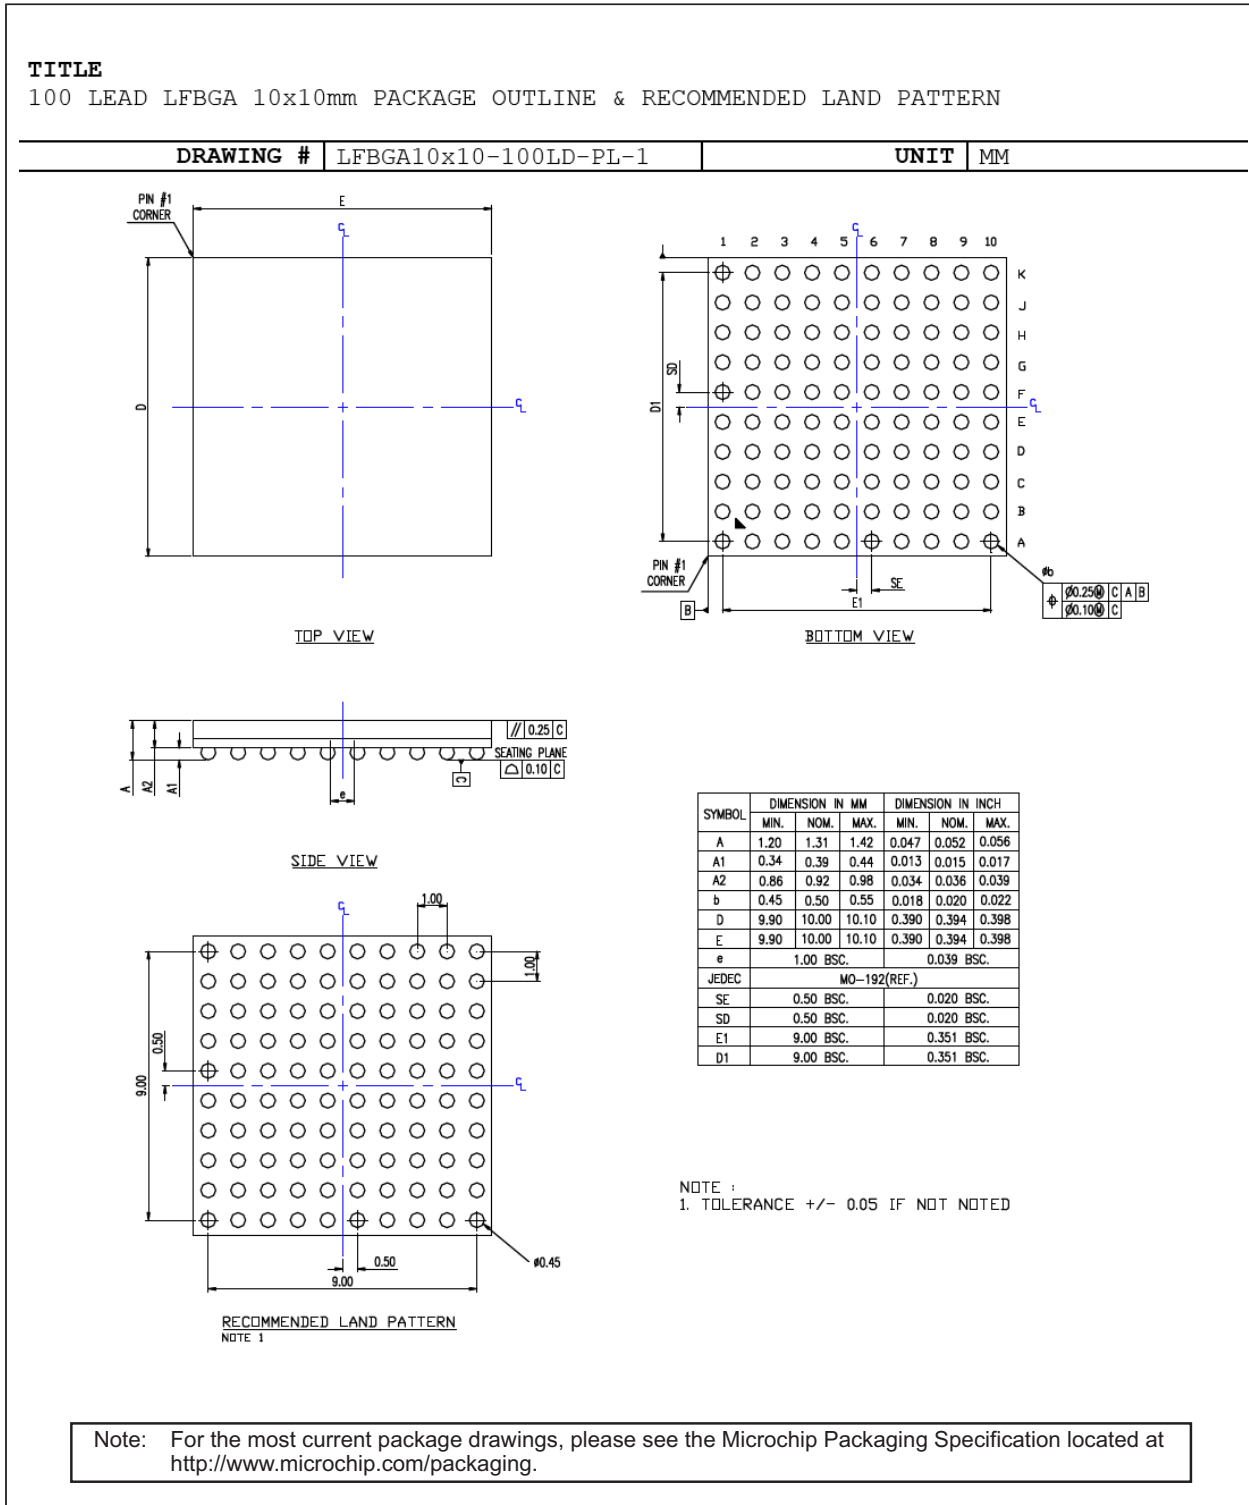 TITLE
100 LEAD LFBGA 10x10mm PACKAGE OUTLINE & RECOMMENDED LAND PATTERN
DRAWING # LFBGA10x10-100LD-PL-1 UNIT MM
PIN #1
CORNER
E
D
TOP VIEW
1 2 3 4 5 6 7 8 9 10
K
J
H
G
F
E
D
C
B
A
SD
D1
PIN #1
CORNER
B
SE
E1
øb
Ø0.25Ⓜ C A B
Ø0.10Ⓜ C
BOTTOM VIEW
A
A2
A1
e
// 0.25 C
SEATING PLANE
0.10 C
C
SIDE VIEW
SYMBOL DIMENSION IN MM DIMENSION IN INCH
MIN. NOM. MAX. MIN. NOM. MAX.
A 1.20 1.31 1.42 0.047 0.052 0.056
A1 0.34 0.39 0.44 0.013 0.015 0.017
A2 0.86 0.92 0.98 0.034 0.036 0.039
b 0.45 0.50 0.55 0.018 0.020 0.022
D 9.90 10.00 10.10 0.390 0.394 0.398
E 9.90 10.00 10.10 0.390 0.394 0.398
e 1.00 BSC. 0.039 BSC.
JEDEC MO-192(REF.)
SE 0.50 BSC. 0.020 BSC.
SD 0.50 BSC. 0.020 BSC.
E1 9.00 BSC. 0.351 BSC.
D1 9.00 BSC. 0.351 BSC.
1.00
1.00
0.50
9.00
0.50
9.00
ø0.45
RECOMMENDED LAND PATTERN
NOTE 1
NOTE :
1. TOLERANCE +/- 0.05 IF NOT NOTED
Note: For the most current package drawings, please see the Microchip Packaging Specification located at
http://www.microchip.com/packaging.